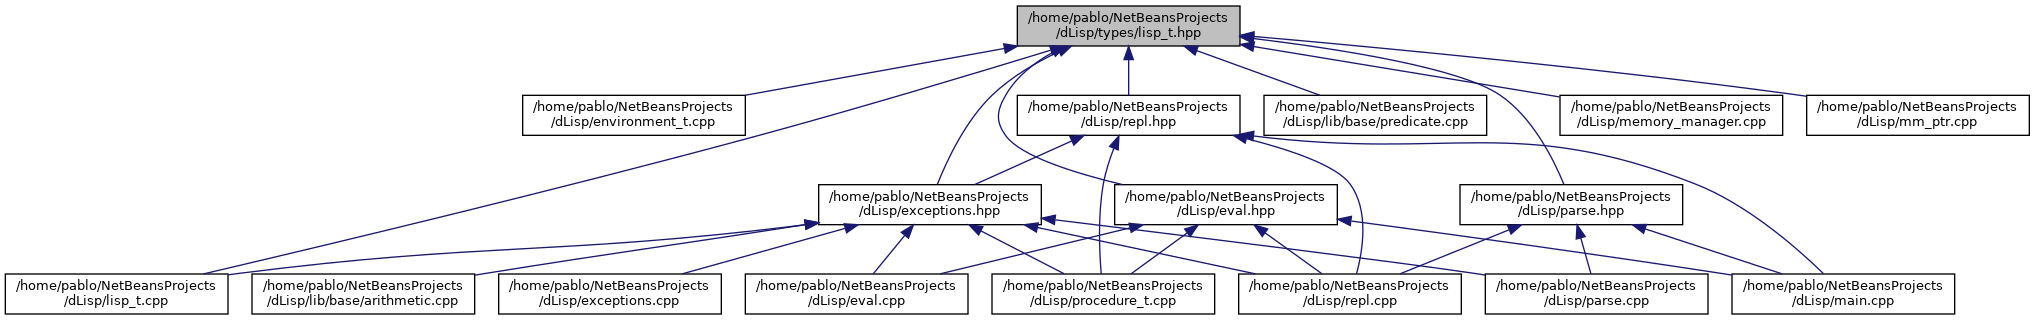 /home/pablo/NetBeansProjects
/dLisp/types/lisp_t.hpp
/home/pablo/NetBeansProjects
/dLisp/environment_t.cpp
/home/pablo/NetBeansProjects
/dLisp/repl.hpp
/home/pablo/NetBeansProjects
/dLisp/lib/base/predicate.cpp
/home/pablo/NetBeansProjects
/dLisp/memory_manager.cpp
/home/pablo/NetBeansProjects
/dLisp/mm_ptr.cpp
/home/pablo/NetBeansProjects
/dLisp/exceptions.hpp
/home/pablo/NetBeansProjects
/dLisp/eval.hpp
/home/pablo/NetBeansProjects
/dLisp/parse.hpp
/home/pablo/NetBeansProjects
/dLisp/lisp_t.cpp
/home/pablo/NetBeansProjects
/dLisp/lib/base/arithmetic.cpp
/home/pablo/NetBeansProjects
/dLisp/exceptions.cpp
/home/pablo/NetBeansProjects
/dLisp/eval.cpp
/home/pablo/NetBeansProjects
/dLisp/procedure_t.cpp
/home/pablo/NetBeansProjects
/dLisp/repl.cpp
/home/pablo/NetBeansProjects
/dLisp/parse.cpp
/home/pablo/NetBeansProjects
/dLisp/main.cpp